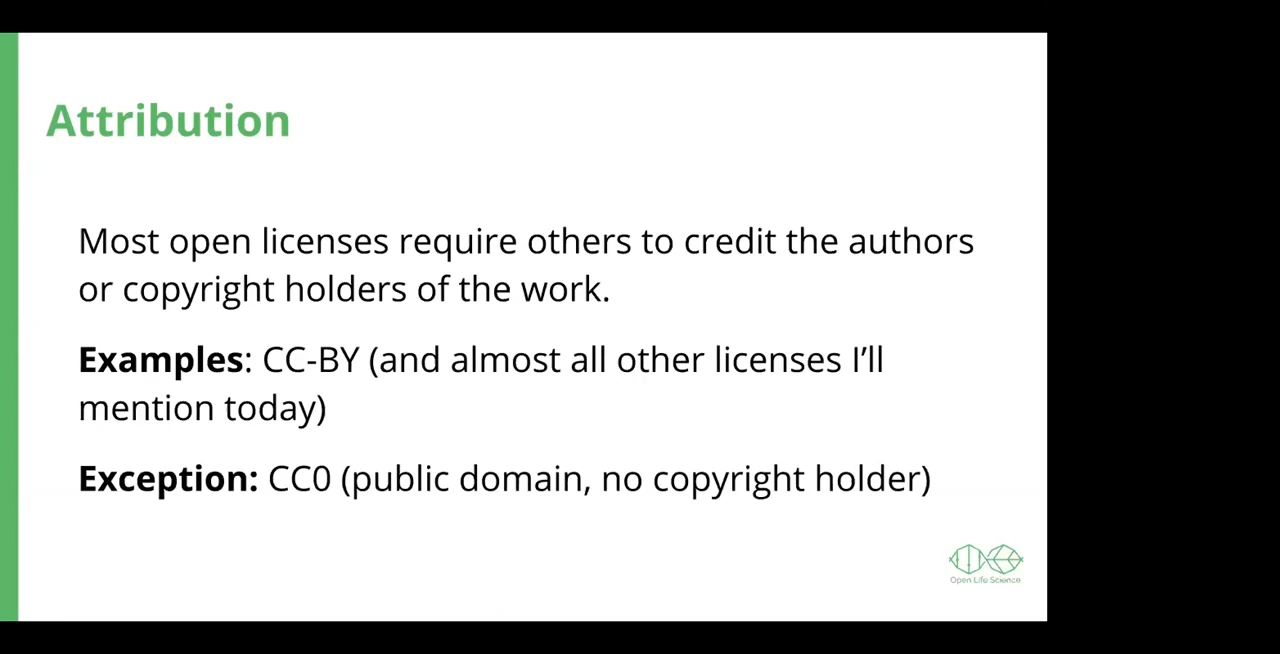 Attribution
Most open licenses require others to credit the authors
or copyright holders of the work.
Examples: CC-BY (and almost all other licenses I’ll
mention today)
Exception: CC0 (public domain, no copyright holder)
Open Life Science